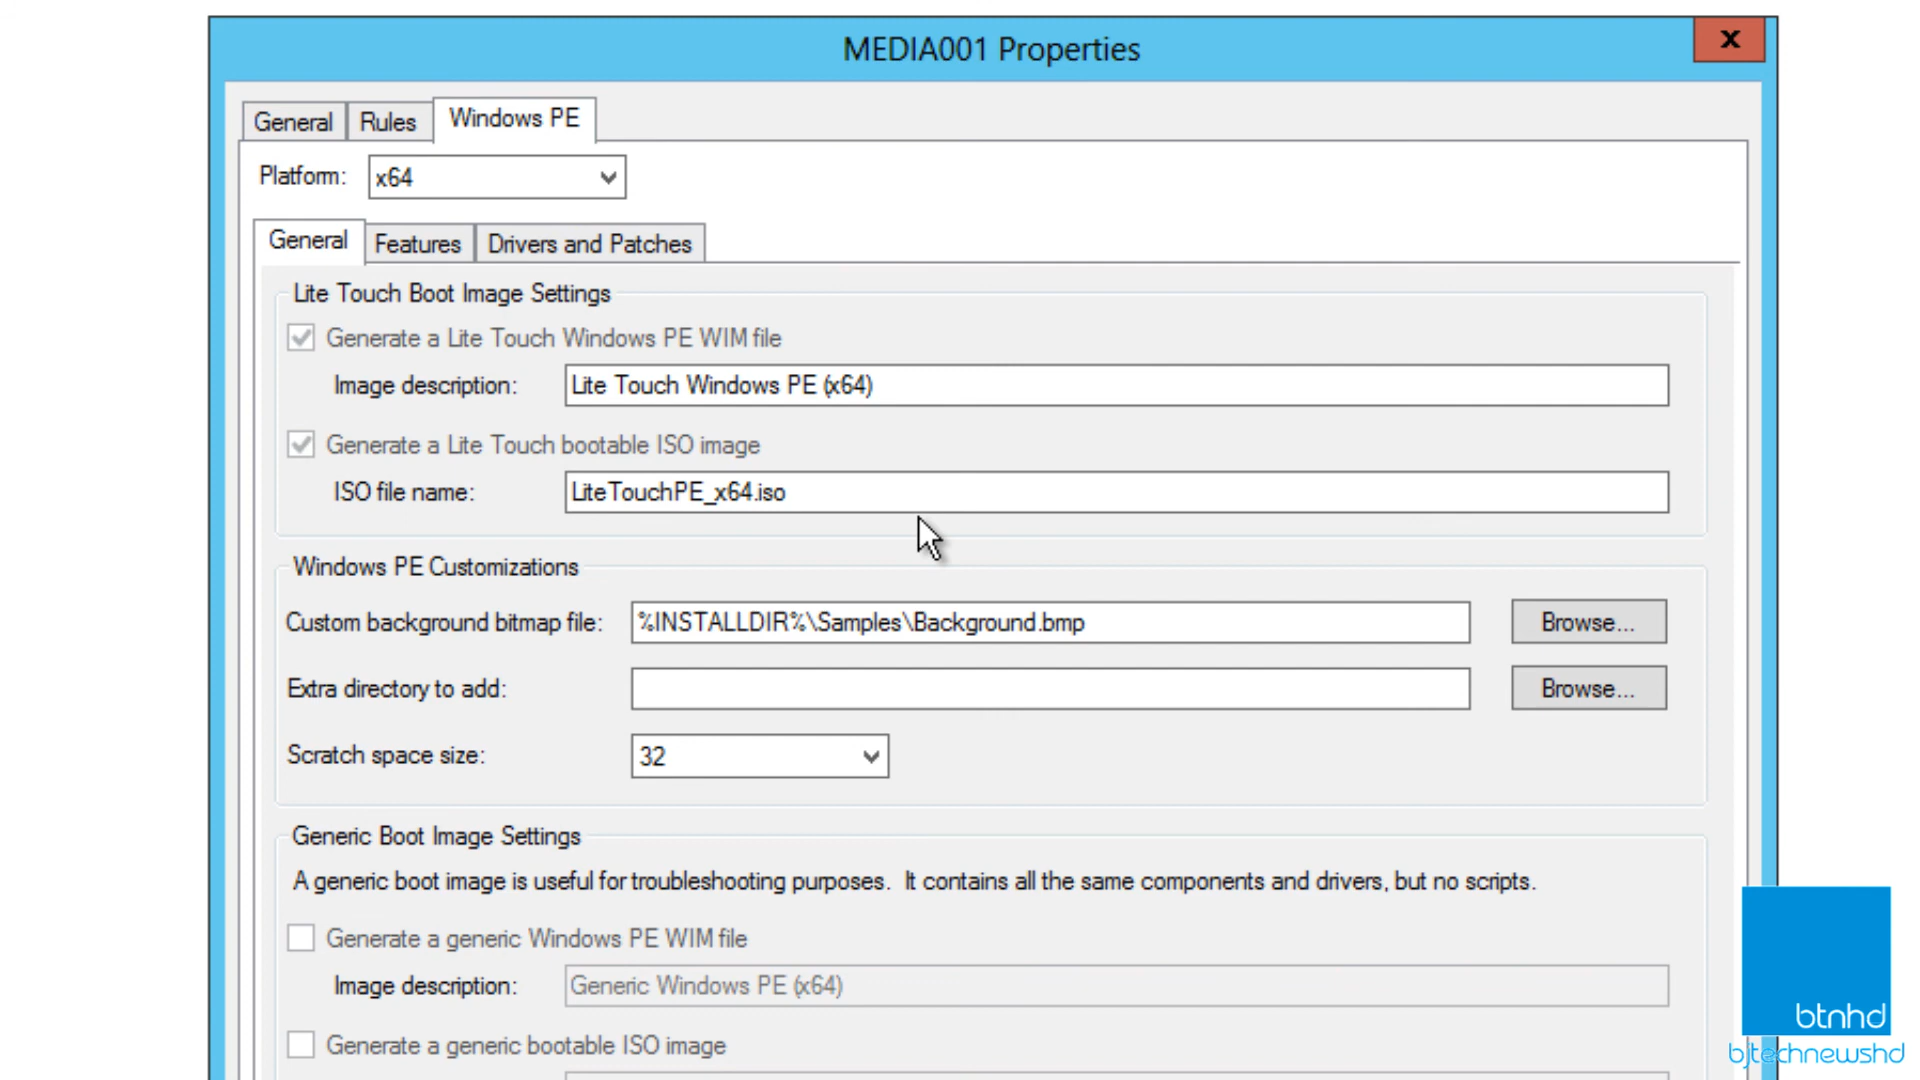 MEDIA001 Properties
x
General Rules Windows PE
Platform: x64
General Features Drivers and Patches
Lite Touch Boot Image Settings
Generate a Lite Touch Windows PE WIM file
Image description: Lite Touch Windows PE (x64)
Generate a Lite Touch bootable ISO image
ISO file name: LiteTouchPE_x64.iso
Windows PE Customizations
Custom background bitmap file: %INSTALLDIR%\Samples\Background.bmp Browse...
Extra directory to add: Browse...
Scratch space size: 32
Generic Boot Image Settings
A generic boot image is useful for troubleshooting purposes. It contains all the same components and drivers, but no scripts.
Generate a generic Windows PE WIM file
Image description: Generic Windows PE (x64)
Generate a generic bootable ISO image
btnhd
bjtechnewshd